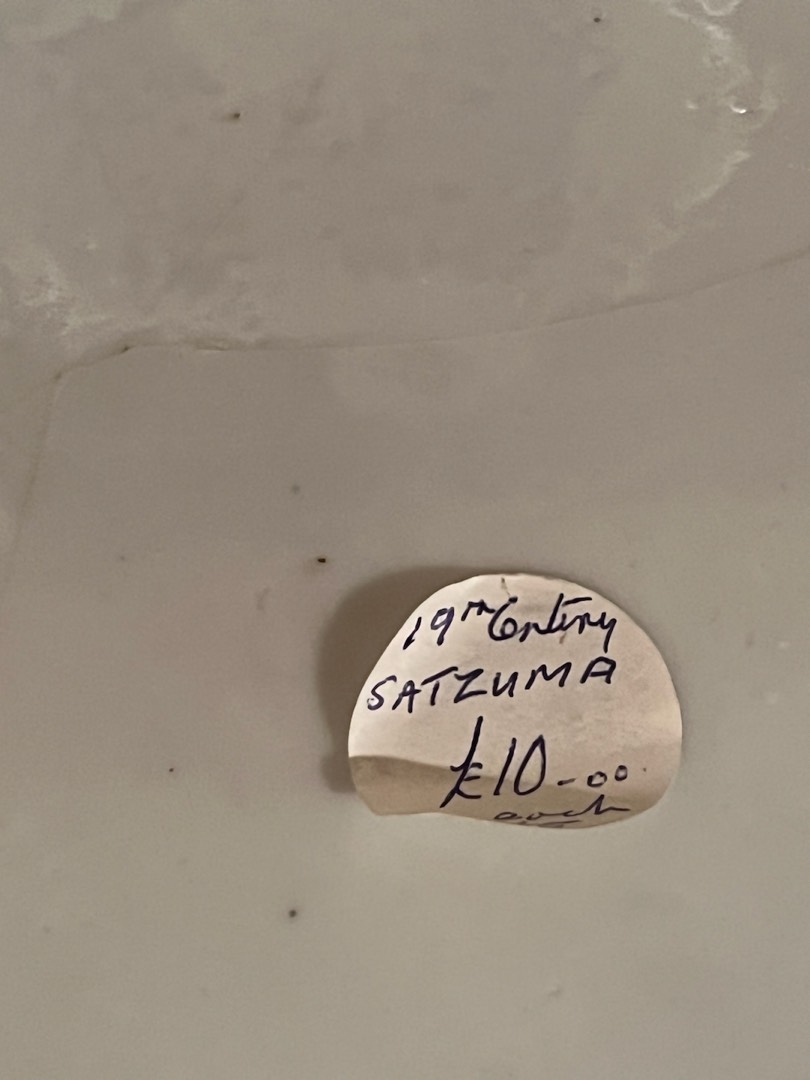 19th Century
SATZUMA
£10-00
each